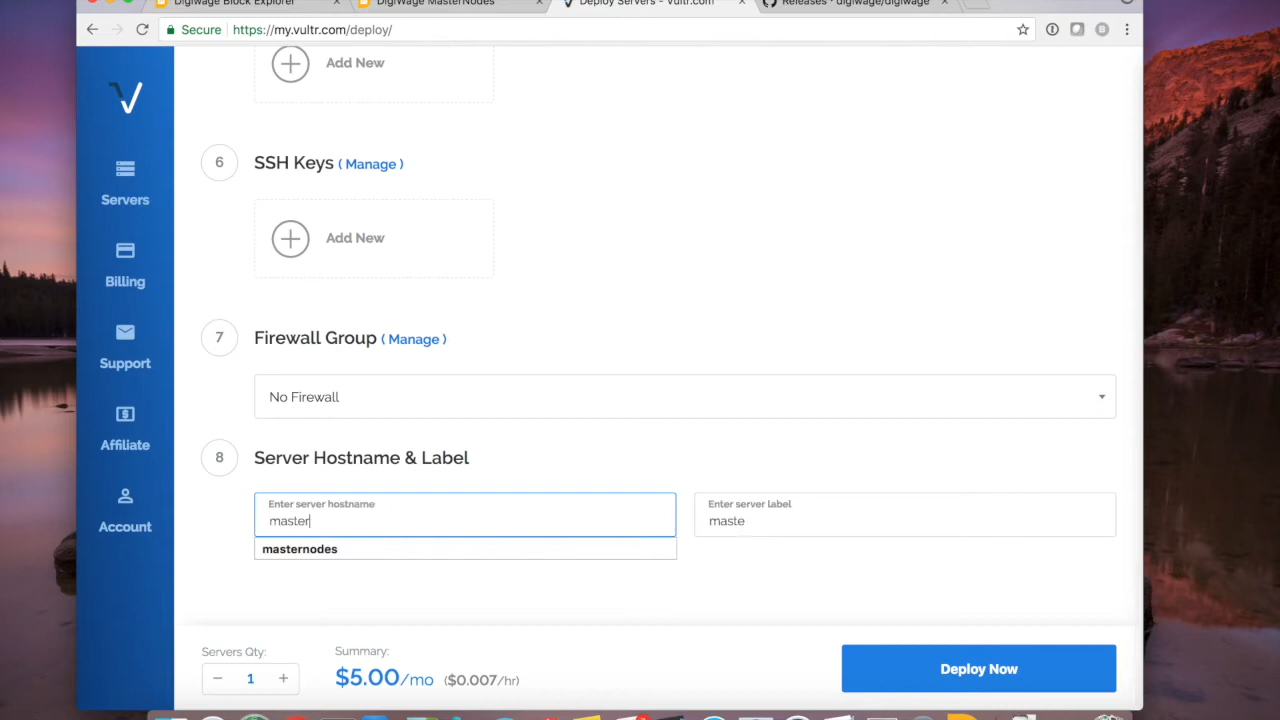 DigiWage Block Explorer
DigiWage MasterNodes
Deploy Servers - Vultr.com
Releases · digiwage/digiwage
Secure
https://my.vultr.com/deploy/
Add New
6
SSH Keys ( Manage )
Add New
7
Firewall Group ( Manage )
No Firewall
8
Server Hostname & Label
Enter server hostname
master
masternodes
Enter server label
maste
Servers
Billing
Support
Affiliate
Account
Servers Qty:
1
Summary:
$5.00/mo ($0.007/hr)
Deploy Now